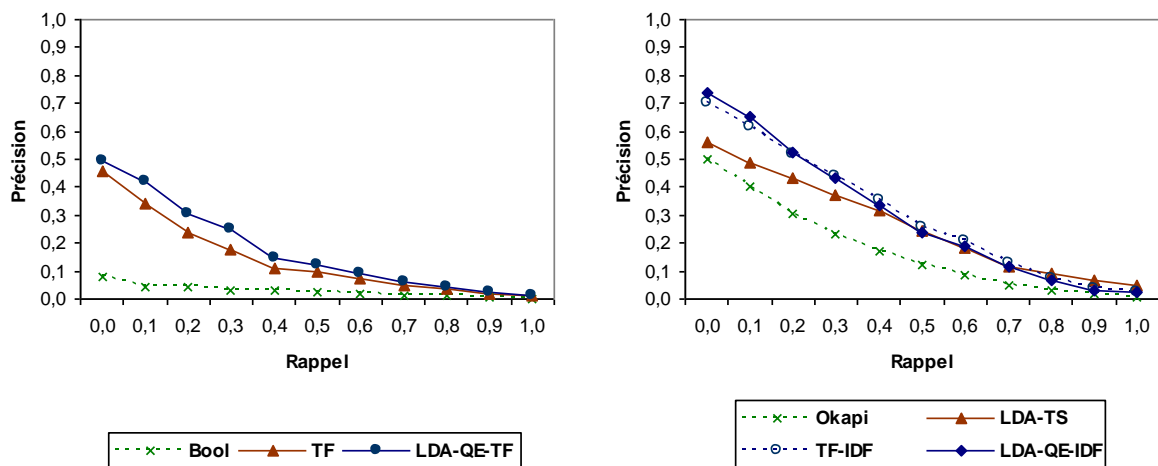 1,0
0,9
0,8
0,7
0,6
0,5
0,4
0,3
0,2
0,1
0,0
Précision
0,0 0,1 0,2 0,3 0,4 0,5 0,6 0,7 0,8 0,9 1,0
Rappel
Bool TF LDA-QE-TF
1,0
0,9
0,8
0,7
0,6
0,5
0,4
0,3
0,2
0,1
0,0
Précision
0,0 0,1 0,2 0,3 0,4 0,5 0,6 0,7 0,8 0,9 1,0
Rappel
Okapi LDA-TS
TF-IDF LDA-QE-IDF